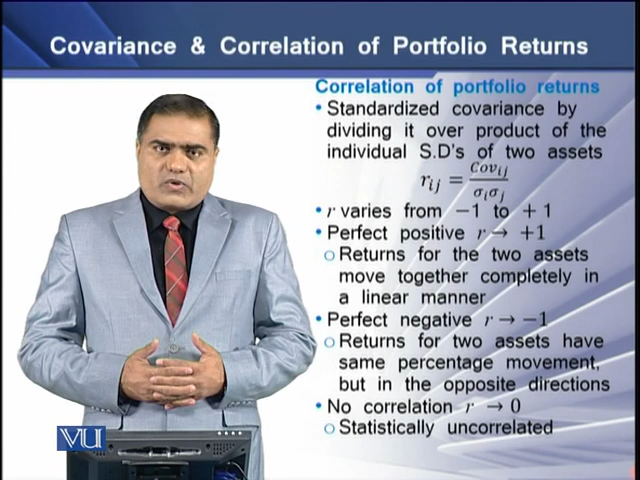 Covariance & Correlation of Portfolio Returns
Correlation of portfolio returns
• Standardized covariance by
dividing it over product of the
individual S.D's of two assets
r_ij = Cov_ij / σ_iσ_j
• r varies from −1 to +1
• Perfect positive r → +1
o Returns for the two assets
move together completely in
a linear manner
• Perfect negative r → −1
o Returns for two assets have
same percentage movement,
but in the opposite directions
• No correlation r → 0
o Statistically uncorrelated
VU